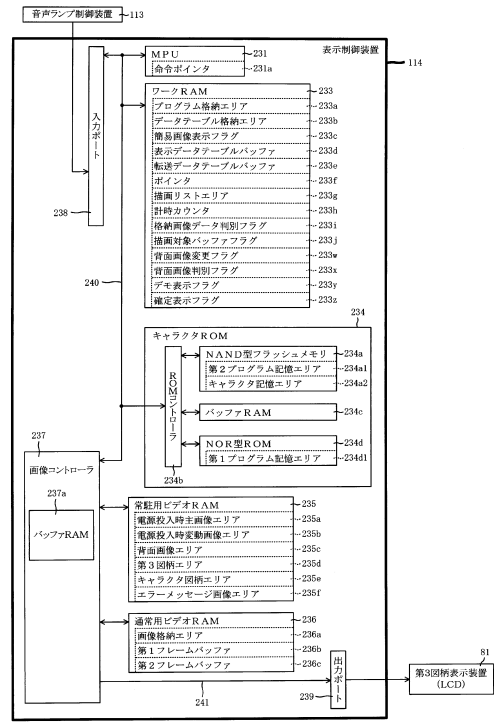 音声ランプ制御装置
113
表示制御装置
114
入力ポート
238
MPU
231
命令ポインタ
231a
ワークRAM
233
プログラム格納エリア
233a
データテーブル格納エリア
233b
簡易画像表示フラグ
233c
表示データテーブルバッファ
233d
転送データテーブルバッファ
233e
ポインタ
233f
描画リストエリア
233g
計時カウンタ
233h
格納画像データ判別フラグ
233i
描画対象バッファフラグ
233j
背面画像変更フラグ
233w
背面画像判別フラグ
233x
デモ表示フラグ
233y
確定表示フラグ
233z
240
234
キャラクタROM
ROMコントローラ
234b
NAND型フラッシュメモリ
234a
第2プログラム記憶エリア
234a1
キャラクタ記憶エリア
234a2
バッファRAM
234c
NOR型ROM
234d
第1プログラム記憶エリア
234d1
237
画像コントローラ
237a
バッファRAM
常駐用ビデオRAM
235
電源投入時主画像エリア
235a
電源投入時変動画像エリア
235b
背面画像エリア
235c
第3図柄エリア
235d
キャラクタ図柄エリア
235e
エラーメッセージ画像エリア
235f
通常用ビデオRAM
236
画像格納エリア
236a
第1フレームバッファ
236b
第2フレームバッファ
236c
241
出力ポート
239
81
第3図柄表示装置
(LCD)